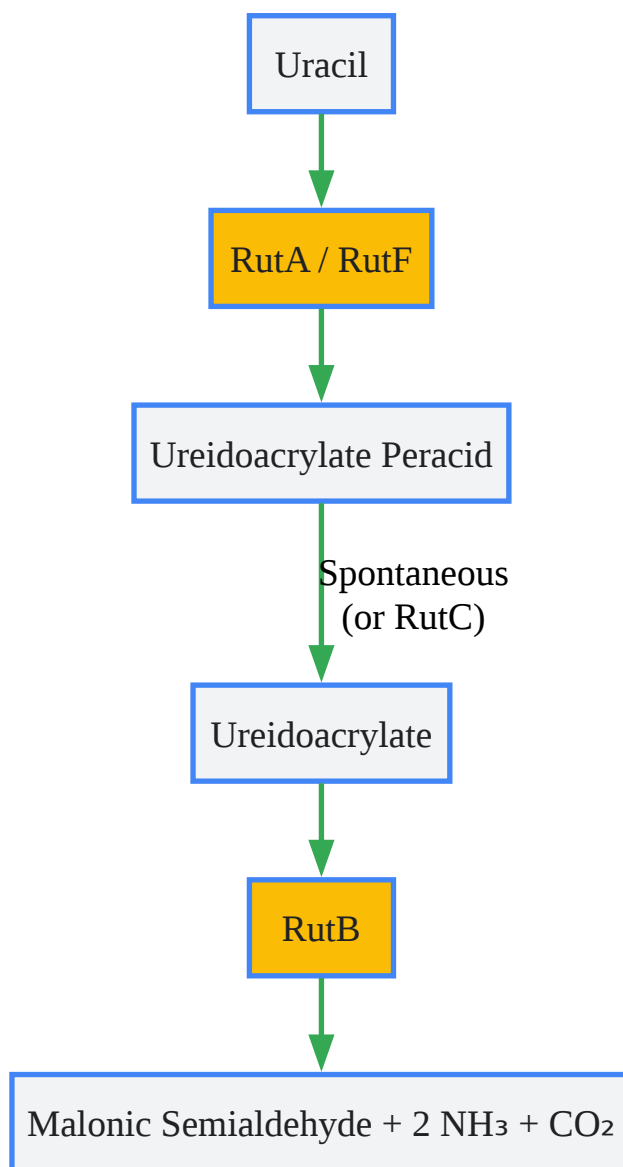 Uracil
RutA / RutF
Ureidoacrylate Peracid
Spontaneous
(or RutC)
Ureidoacrylate
RutB
Malonic Semialdehyde + 2 NH₃ + CO₂